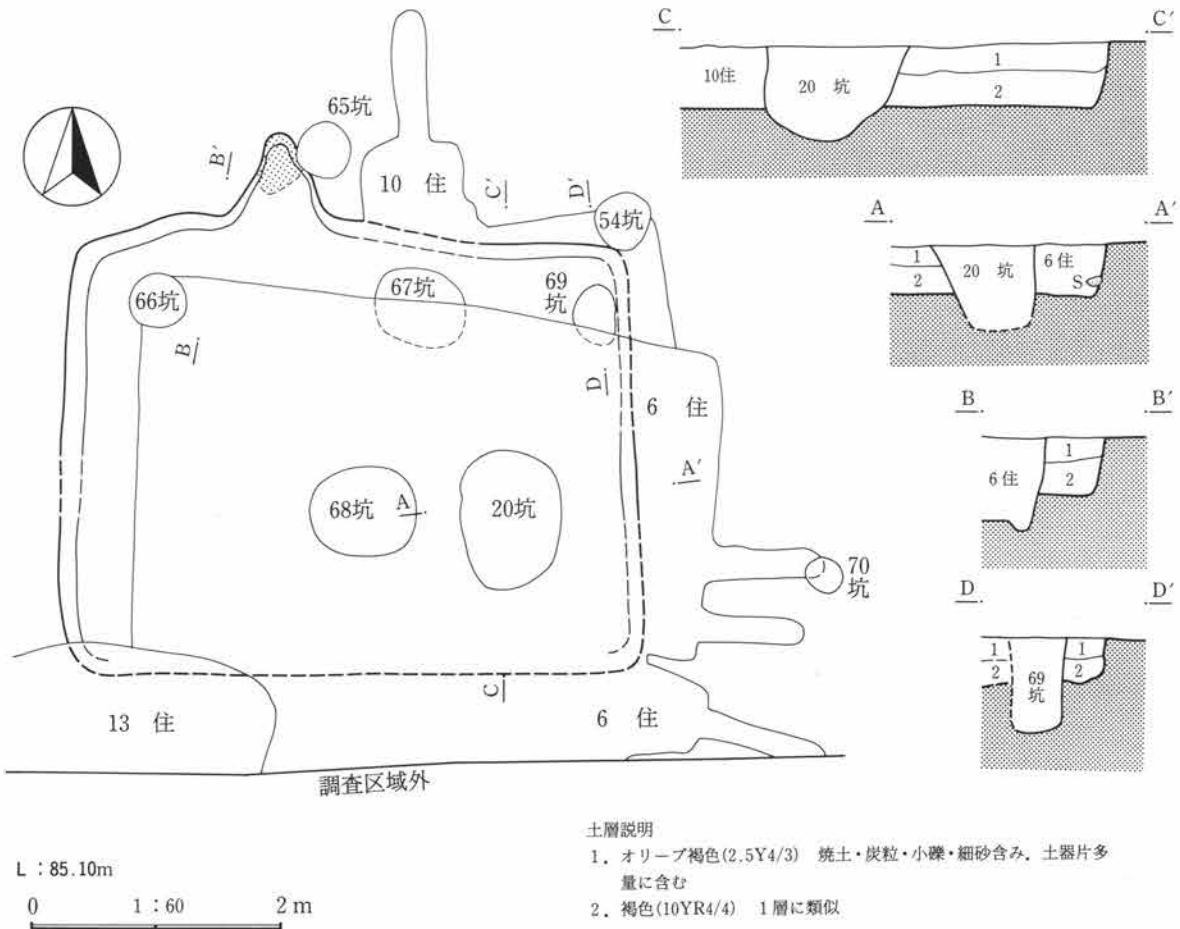 C C′
10住 20 坑 1
2
65坑
B′
10 住
C′
D′
54坑
A A′
1
2
20 坑
6住
S
66坑
67坑
69
坑
B
D
6 住
A′
68坑
A
20坑
70
坑
B B′
6住
1
2
D D′
1
2
69
坑
1
2
C
13 住
6 住
調査区域外
L:85.10m
0 1:60 2m
土層説明
1. オリーブ褐色(2.5Y4/3) 焼土・炭粒・小礫・細砂含み,土器片多
量に含む
2. 褐色(10YR4/4) 1層に類似